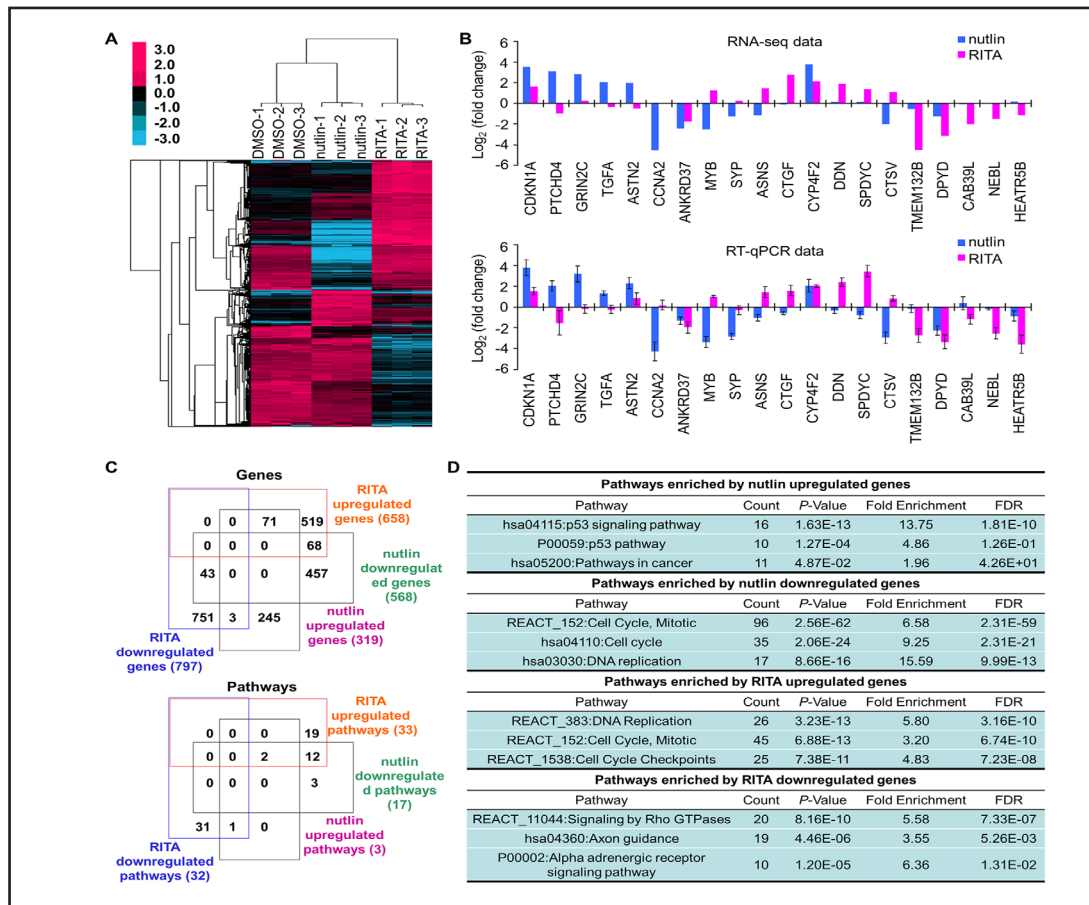 A
3.0
2.0
1.0
0.0
-1.0
-2.0
-3.0
DMSO-1
DMSO-2
DMSO-3
nutlin-1
nutlin-2
nutlin-3
RITA-1
RITA-2
RITA-3
B
RNA-seq data
nutlin
RITA
Log2 (fold change)
6
4
2
0
-2
-4
-6
CDKN1A
PTCHD4
GRIN2C
TGFA
ASTN2
CCNA2
ANKRD37
MYB
SYP
ASNS
CTGF
CYP4F2
DDN
SPDYC
CTSV
TMEM132B
DPYD
CAB39L
NEBL
HEATR5B
RT-qPCR data
nutlin
RITA
Log2 (fold change)
6
4
2
0
-2
-4
-6
CDKN1A
PTCHD4
GRIN2C
TGFA
ASTN2
CCNA2
ANKRD37
MYB
SYP
ASNS
CTGF
CYP4F2
DDN
SPDYC
CTSV
TMEM132B
DPYD
CAB39L
NEBL
HEATR5B
C
Genes
RITA
upregulated
genes (658)
0 0 71 519
0 0 0 68
nutlin
downregulat
ed genes
(568)
43 0 0 457
751 3 245
nutlin
upregulated
genes (319)
RITA
downregulated
genes (797)
Pathways
RITA
upregulated
pathways (33)
0 0 0 19
0 0 2 12
nutlin
downregulate
d pathways
(17)
0 0 0 3
31 1 0
nutlin
upregulated
pathways (3)
RITA
downregulated
pathways (32)
D
Pathways enriched by nutlin upregulated genes
Pathway Count P-Value Fold Enrichment FDR
hsa04115:p53 signaling pathway 16 1.63E-13 13.75 1.81E-10
P00059:p53 pathway 10 1.27E-04 4.86 1.26E-01
hsa05200:Pathways in cancer 11 4.87E-02 1.96 4.26E+01
Pathways enriched by nutlin downregulated genes
Pathway Count P-Value Fold Enrichment FDR
REACT_152:Cell Cycle, Mitotic 96 2.56E-62 6.58 2.31E-59
hsa04110:Cell cycle 35 2.06E-24 9.25 2.31E-21
hsa03030:DNA replication 17 8.66E-16 15.59 9.99E-13
Pathways enriched by RITA upregulated genes
Pathway Count P-Value Fold Enrichment FDR
REACT_383:DNA Replication 26 3.23E-13 5.80 3.16E-10
REACT_152:Cell Cycle, Mitotic 45 6.88E-13 3.20 6.74E-10
REACT_1538:Cell Cycle Checkpoints 25 7.38E-11 4.83 7.23E-08
Pathways enriched by RITA downregulated genes
Pathway Count P-Value Fold Enrichment FDR
REACT_11044:Signaling by Rho GTPases 20 8.16E-10 5.58 7.33E-07
hsa04360:Axon guidance 19 4.46E-06 3.55 5.26E-03
P00002:Alpha adrenergic receptor
signaling pathway 10 1.20E-05 6.36 1.31E-02